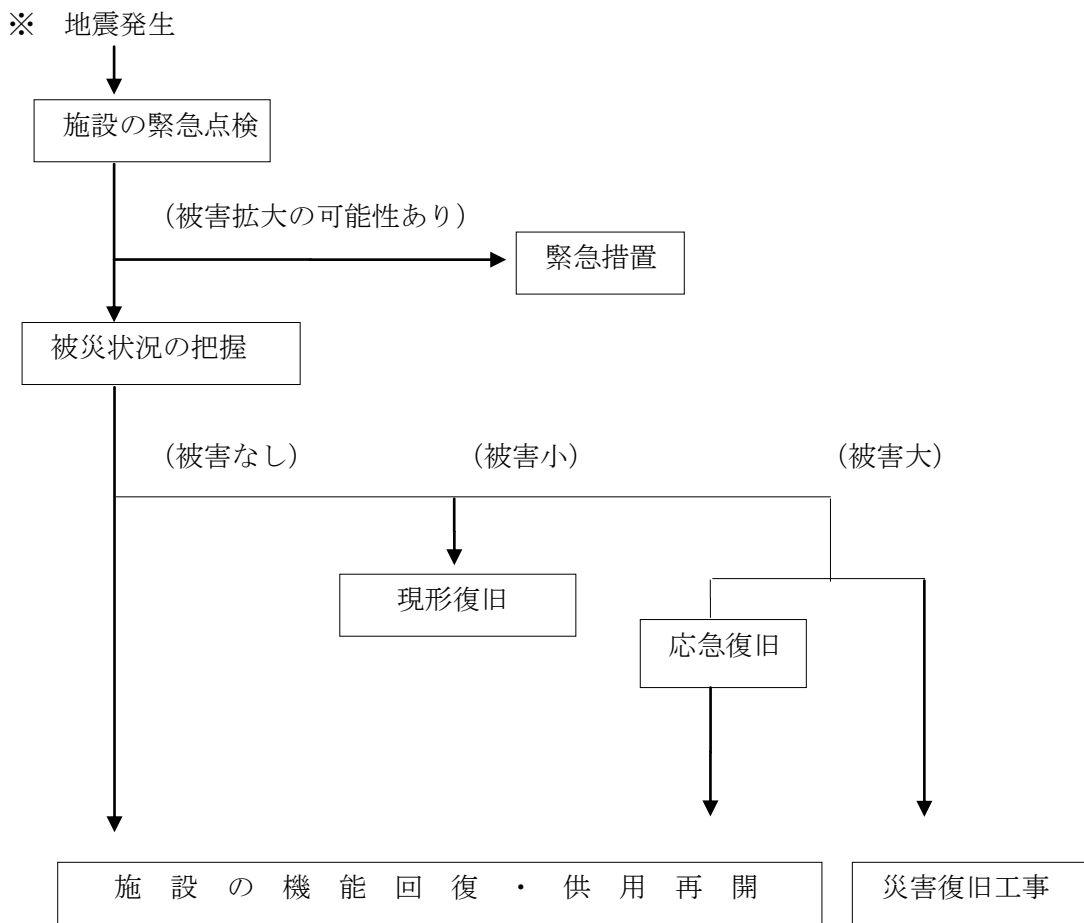 ※　地震発生
施設の緊急点検
（被害拡大の可能性あり）
緊急措置
被災状況の把握
（被害なし）
（被害小）
（被害大）
現形復旧
応急復旧
施設の機能回復・供用再開
災害復旧工事